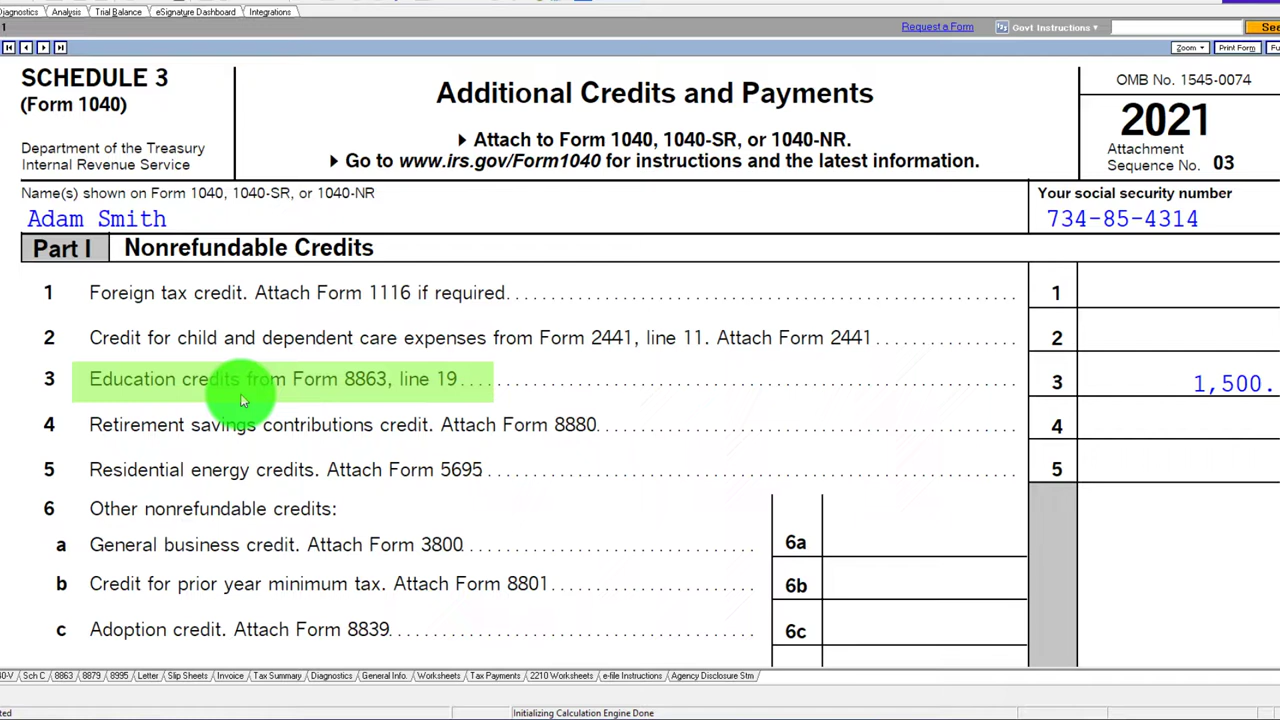 Diagnostics Analysis Trial Balance eSignature Dashboard Integrations
1 Request a Form Govt Instructions
Zoom Print Form
SCHEDULE 3
(Form 1040)
Department of the Treasury
Internal Revenue Service
Additional Credits and Payments
Attach to Form 1040, 1040-SR, or 1040-NR.
Go to www.irs.gov/Form1040 for instructions and the latest information.
OMB No. 1545-0074
2021
Attachment
Sequence No. 03
Name(s) shown on Form 1040, 1040-SR, or 1040-NR
Adam Smith
Your social security number
734-85-4314
Part I Nonrefundable Credits
1 Foreign tax credit. Attach Form 1116 if required 1
2 Credit for child and dependent care expenses from Form 2441, line 11. Attach Form 2441 2
3 Education credits from Form 8863, line 19 3 1,500.
4 Retirement savings contributions credit. Attach Form 8880 4
5 Residential energy credits. Attach Form 5695 5
6 Other nonrefundable credits:
a General business credit. Attach Form 3800 6a
b Credit for prior year minimum tax. Attach Form 8801 6b
c Adoption credit. Attach Form 8839 6c
Sch C 8863 8879 8995 Letter Slip Sheets Invoice Tax Summary Diagnostics General Info. Worksheets Tax Payments 2210 Worksheets e-file Instructions Agency Disclosure Stm
Initializing Calculation Engine Done